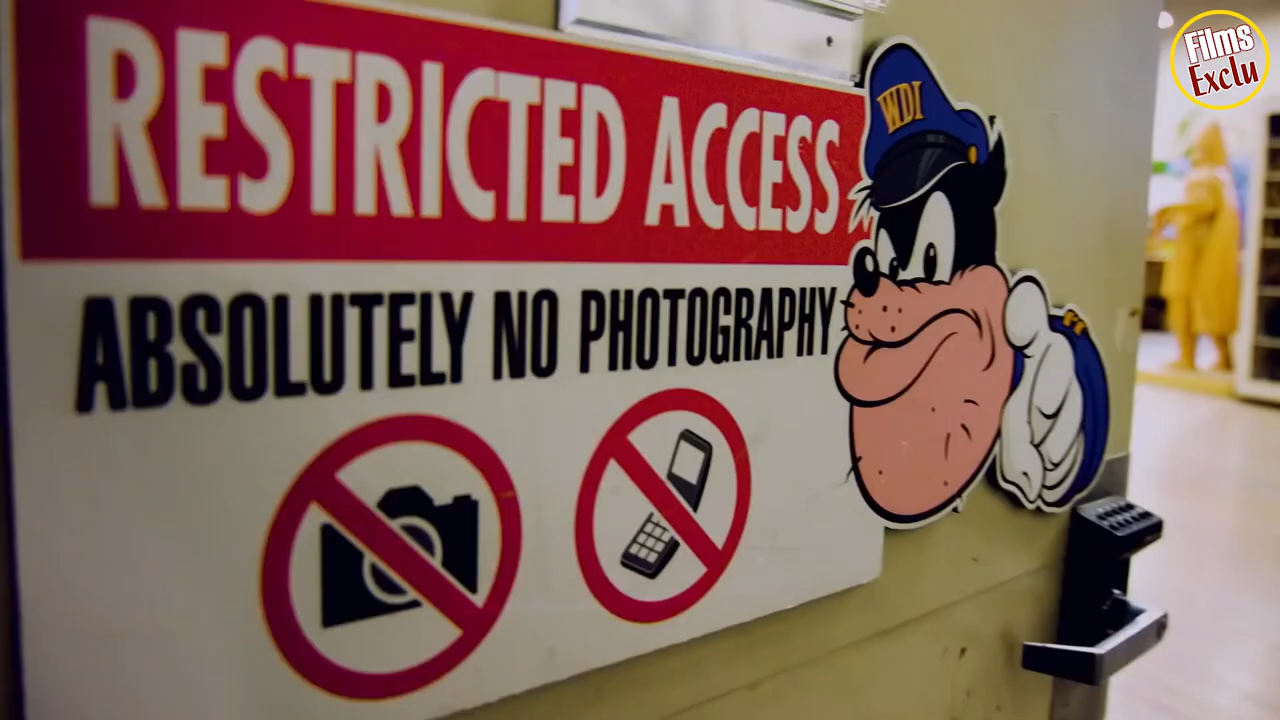 RESTRICTED ACCESS
ABSOLUTELY NO PHOTOGRAPHY
WDI
Films
Exclu